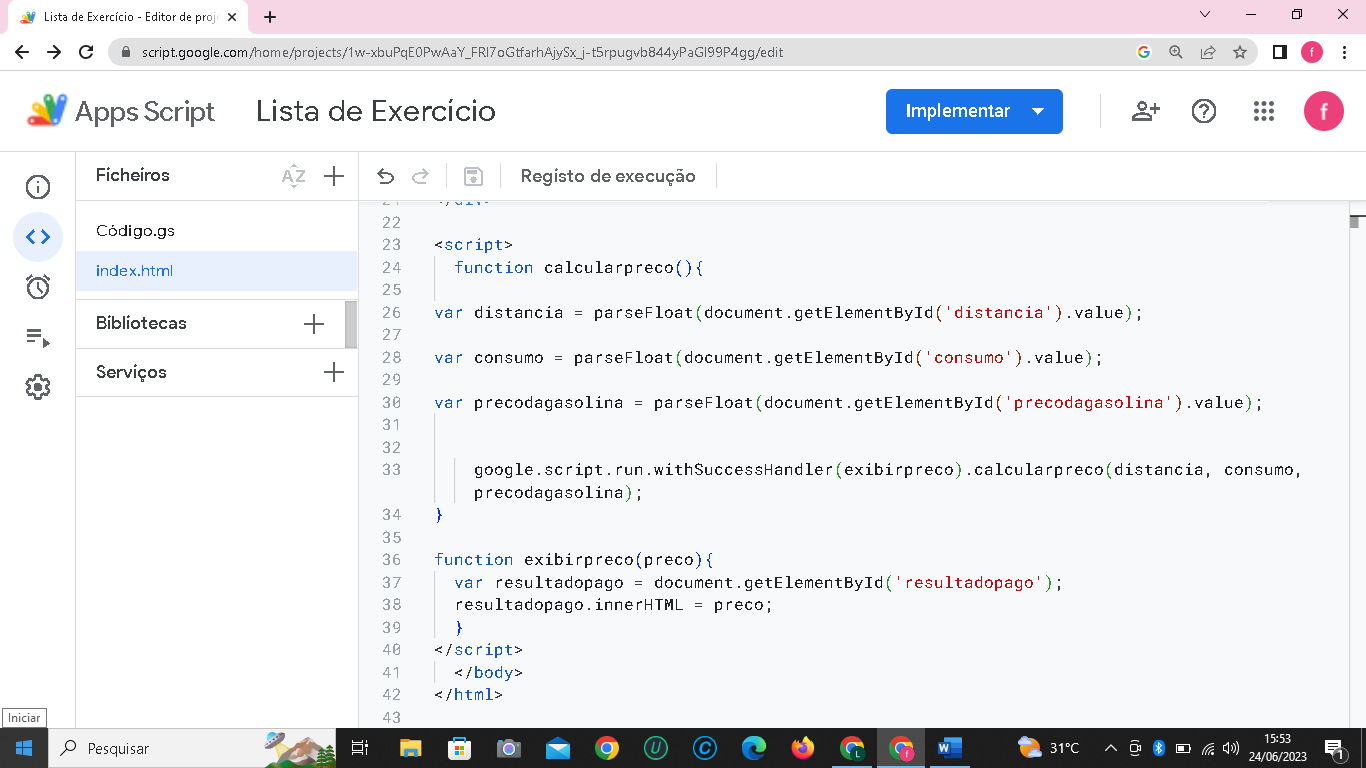 Lista de Exercício - Editor de proj
script.google.com/home/projects/1w-xbuPqE0PwAaY_FRI7oGtfarhAjySx_j-t5rpugvb844yPaGl99P4gg/edit
f
Apps Script
Lista de Exercício
Implementar
f
Ficheiros
AZ
Registo de execução
Código.gs
index.html
Bibliotecas
Serviços
21 </div>
22
23 <script>
24 function calcularpreco(){
25
26 var distancia = parseFloat(document.getElementById('distancia').value);
27
28 var consumo = parseFloat(document.getElementById('consumo').value);
29
30 var precodagasolina = parseFloat(document.getElementById('precodagasolina').value);
31
32
33 google.script.run.withSuccessHandler(exibirpreco).calcularpreco(distancia, consumo,
precodagasolina);
34 }
35
36 function exibirpreco(preco){
37 var resultadopago = document.getElementById('resultadopago');
38 resultadopago.innerHTML = preco;
39 }
40 </script>
41 </body>
42 </html>
43
Iniciar
Pesquisar
L
f
31°C
15:53
24/06/2023
1